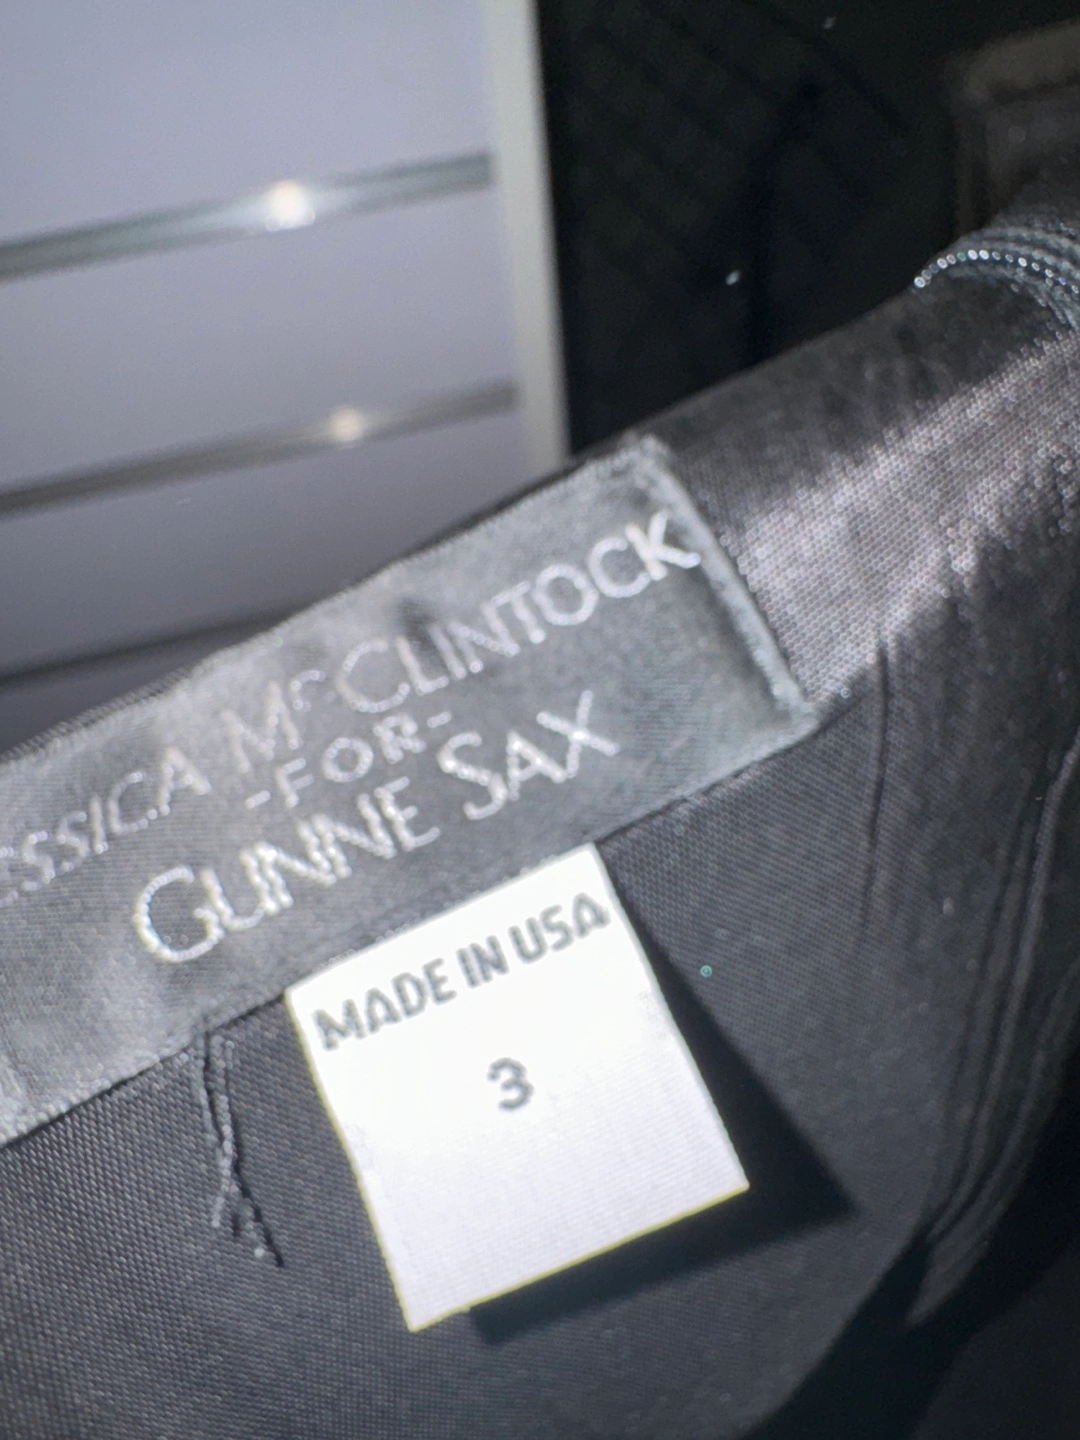 ESSICA McCLINTOCK
-FOR-
GUNNE SAX
MADE IN USA
3